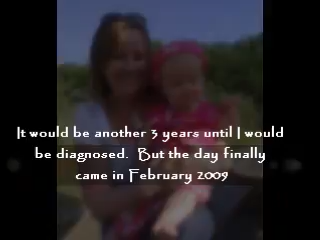 It would be another 3 years until I would
be diagnosed. But the day finally
came in February 2009